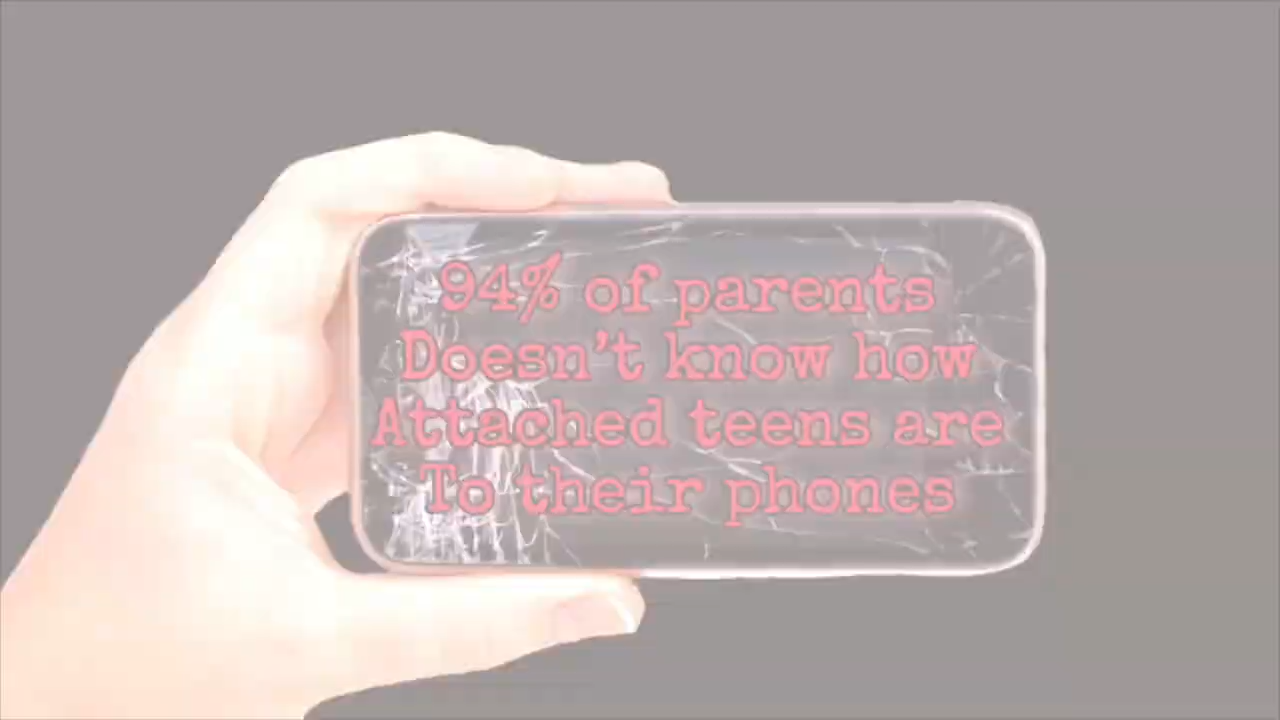 94% of parents
Doesn't know how
Attached teens are
To their phones